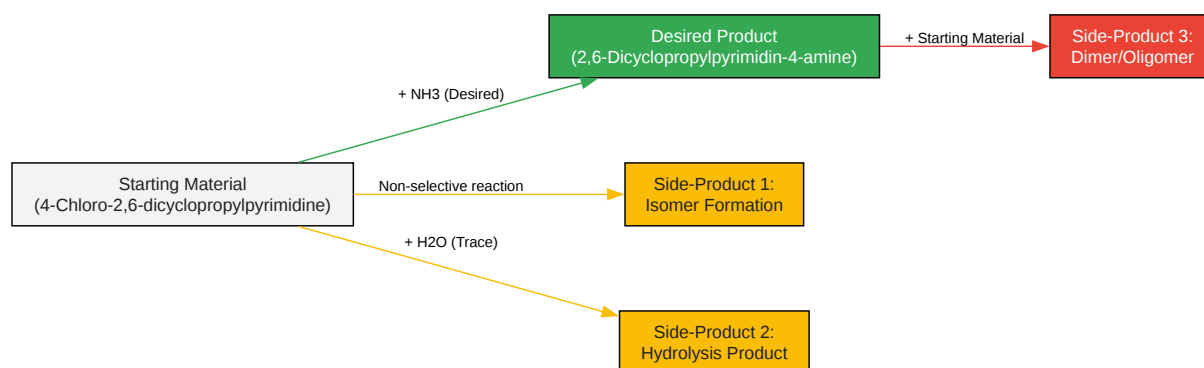 Desired Product
(2,6-Dicyclopropylpyrimidin-4-amine)
+ Starting Material
Side-Product 3:
Dimer/Oligomer
+ NH3 (Desired)
Starting Material
(4-Chloro-2,6-dicyclopropylpyrimidine)
Non-selective reaction
Side-Product 1:
Isomer Formation
+ H2O (Trace)
Side-Product 2:
Hydrolysis Product